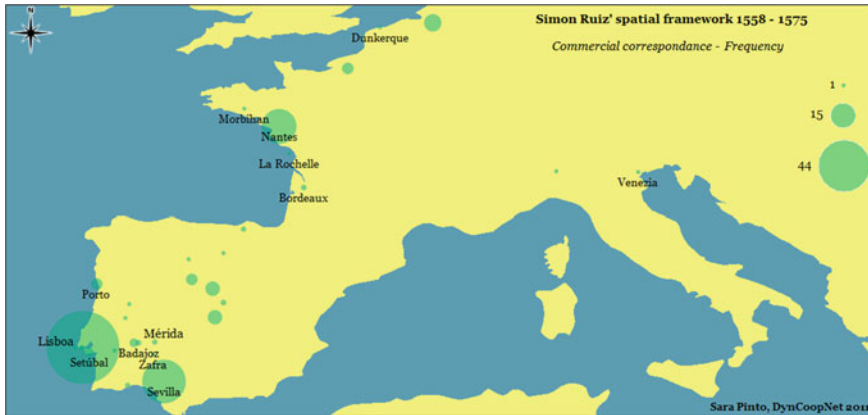 N
Simon Ruiz' spatial framework 1558 - 1575
Commercial correspondance - Frequency
Dunkerque
1
15
44
Morbihan
Nantes
La Rochelle
Bordeaux
Venezia
Porto
Lisboa
Mérida
Setúbal
Badajoz
Zafra
Sevilla
Sara Pinto, DynCoopNet